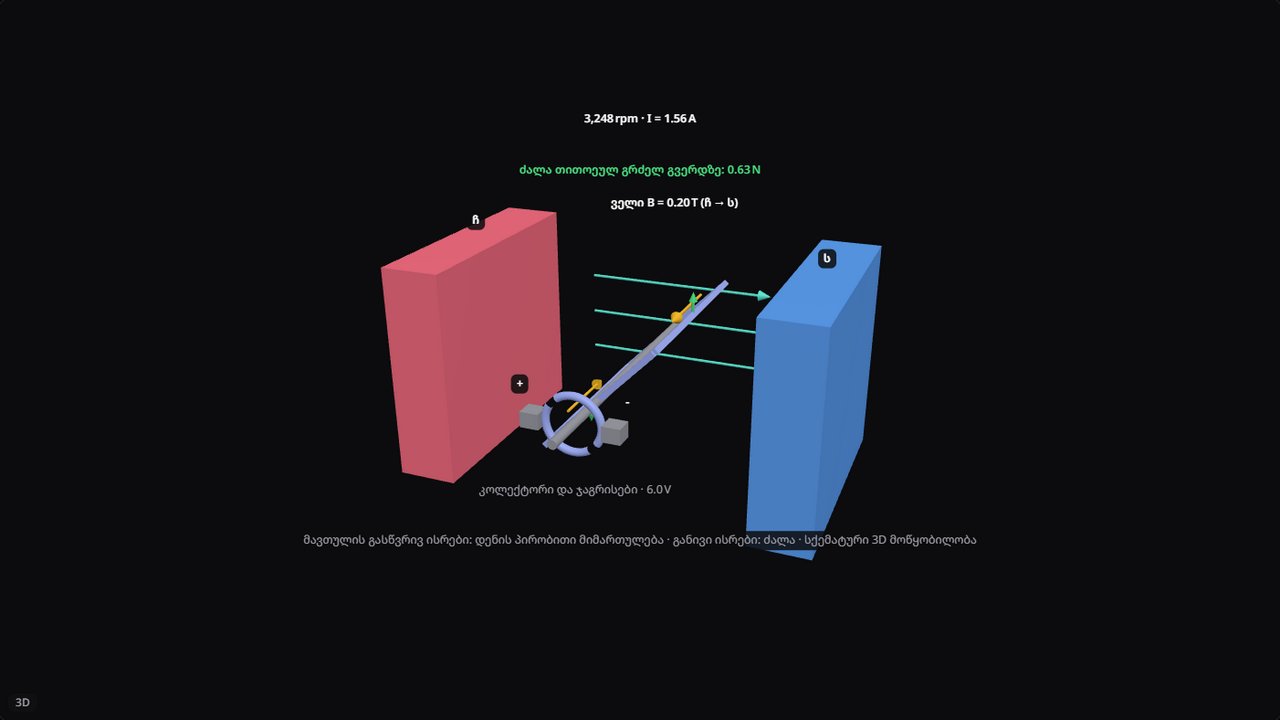 3,248 rpm · I = 1.56 A
ძალა თითოეულ გრძელ გვერდზე: 0.63 N
ველი B = 0.20 T (ჩ → ს)
ჩ
ს
+
-
კოლექტორი და ჯაგრისები · 6.0 V
მავთულის გასწვრივ ისრები: დენის პირობითი მიმართულება · განივი ისრები: ძალა · სქემატური 3D მოწყობილობა
3D